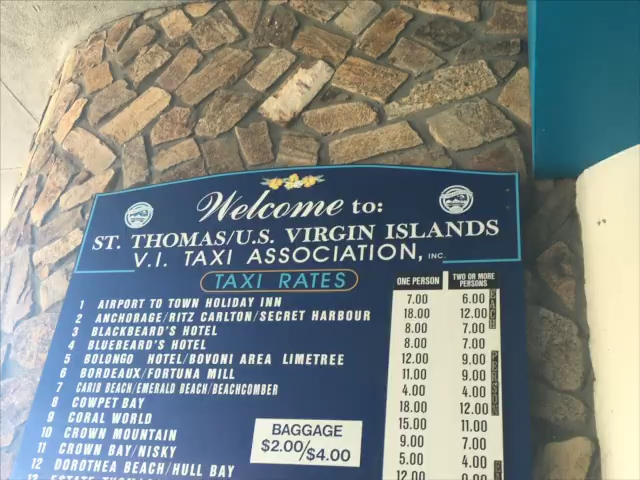 Welcome to:
ST. THOMAS/U.S. VIRGIN ISLANDS
V.I. TAXI ASSOCIATION, INC.
TAXI RATES
ONE PERSON TWO OR MORE PERSONS
1 AIRPORT TO TOWN HOLIDAY INN 7.00 6.00
2 ANCHORAGE/RITZ CARLTON/SECRET HARBOUR 18.00 12.00
3 BLACKBEARD'S HOTEL 8.00 7.00
4 BLUEBEARD'S HOTEL 8.00 7.00
5 BOLONGO HOTEL/BOVONI AREA LIMETREE 12.00 9.00
6 BORDEAUX/FORTUNA MILL 11.00 9.00
7 CARIB BEACH/EMERALD BEACH/BEACHCOMBER 4.00 4.00
8 COWPET BAY 18.00 12.00
9 CORAL WORLD 15.00 11.00
10 CROWN MOUNTAIN 9.00 7.00
11 CROWN BAY/NISKY 5.00 4.00
12 DOROTHEA BEACH/HULL BAY 12.00 9.00
13 ESTATE
EACH
PERSON
BAGGAGE
$2.00/$4.00